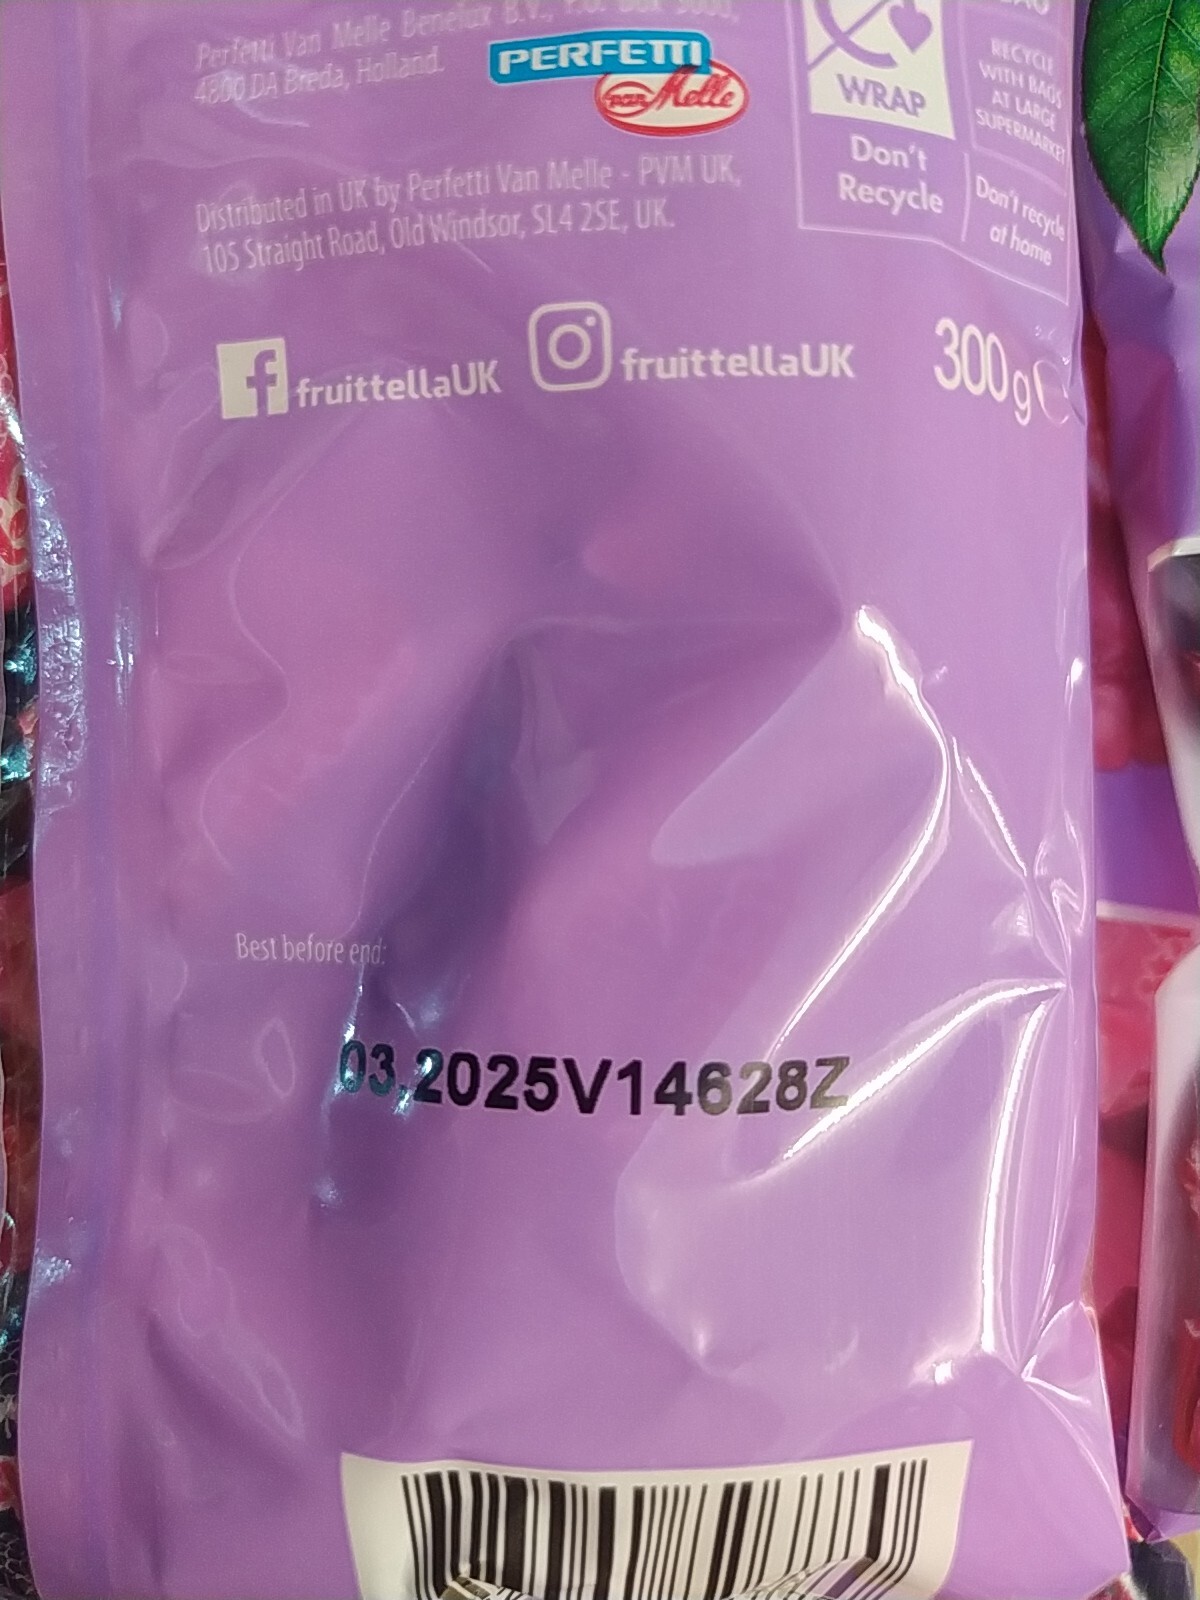 Perfetti Van Melle Benelux B.V., P.O. Box 3000,
4800 DA Breda, Holland.
PERFETTI
van Melle
Distributed in UK by Perfetti Van Melle - PVM UK,
105 Straight Road, Old Windsor, SL4 2SE, UK.
WRAP
Don't
Recycle
RECYCLE
WITH BAGS
AT LARGE
SUPERMARKET
Don't recycle
at home
fruittellaUK
fruittellaUK
300g
Best before end:
03.2025V14628Z